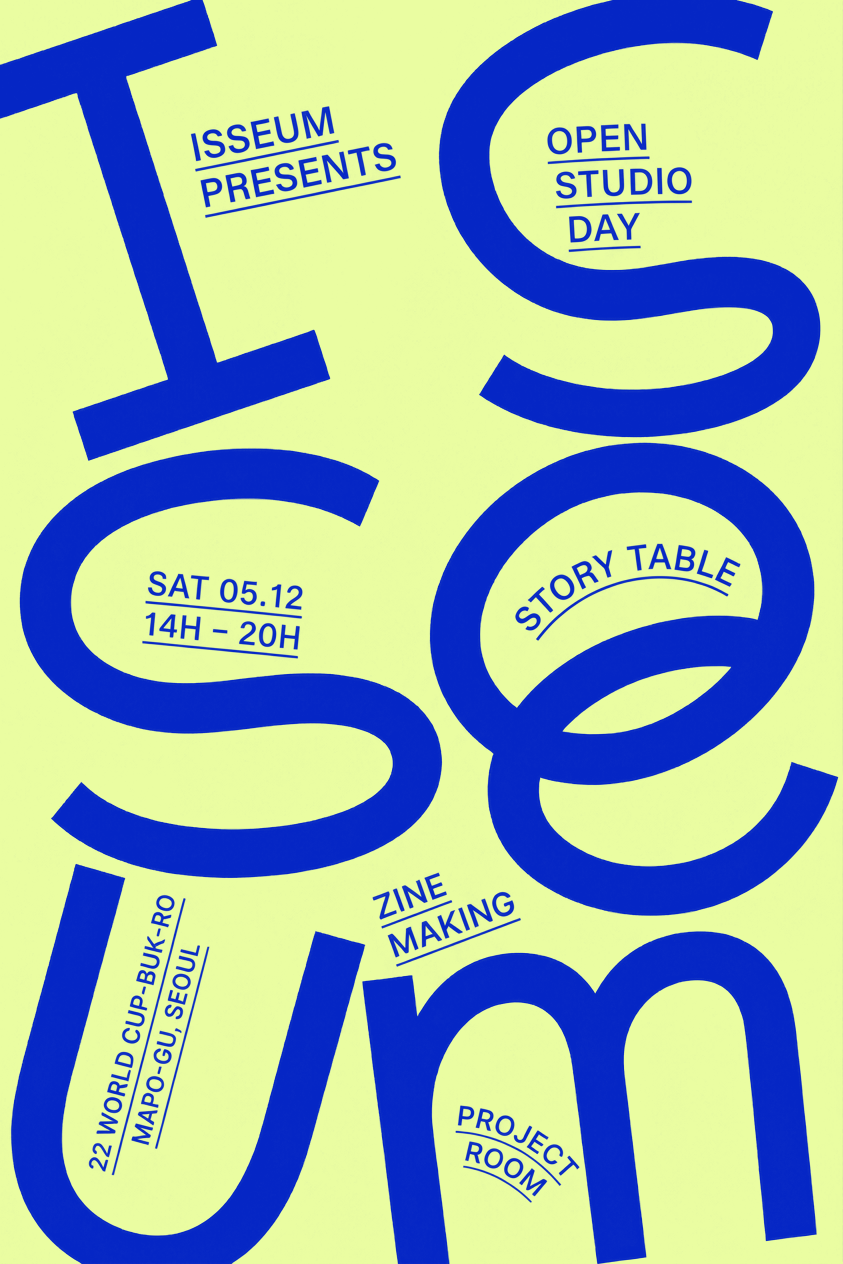 I S
S e
U m
ISSEUM
PRESENTS
OPEN
STUDIO
DAY
SAT 05.12
14H – 20H
STORY TABLE
ZINE
MAKING
22 WORLD CUP-BUK-RO
MAPO-GU, SEOUL
PROJECT
ROOM